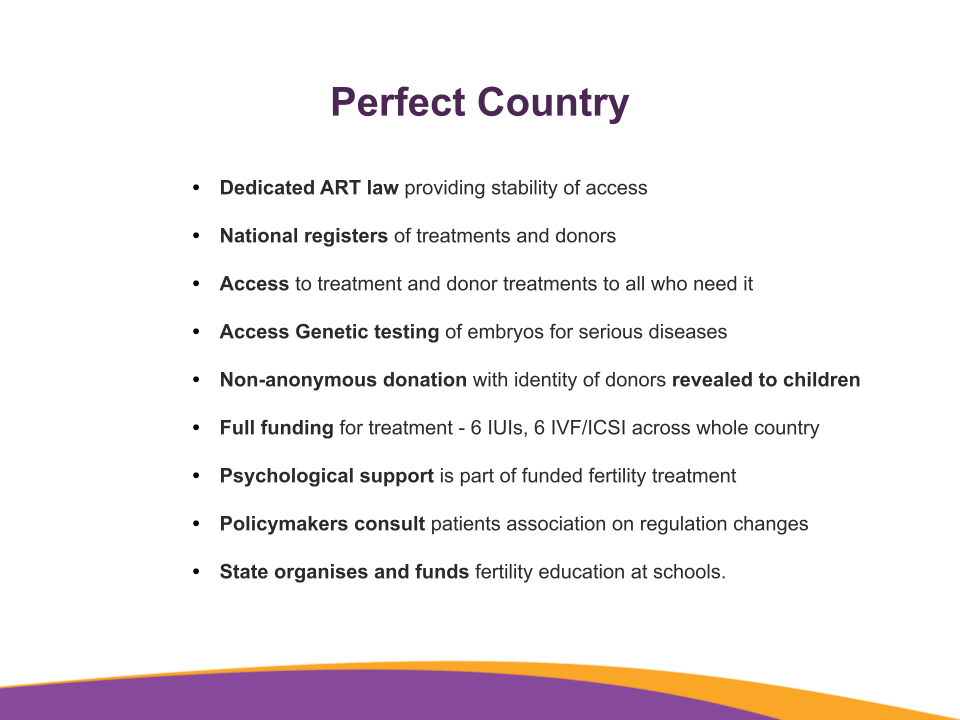 Perfect Country
• Dedicated ART law providing stability of access
• National registers of treatments and donors
• Access to treatment and donor treatments to all who need it
• Access Genetic testing of embryos for serious diseases
• Non-anonymous donation with identity of donors revealed to children
• Full funding for treatment - 6 IUIs, 6 IVF/ICSI across whole country
• Psychological support is part of funded fertility treatment
• Policymakers consult patients association on regulation changes
• State organises and funds fertility education at schools.